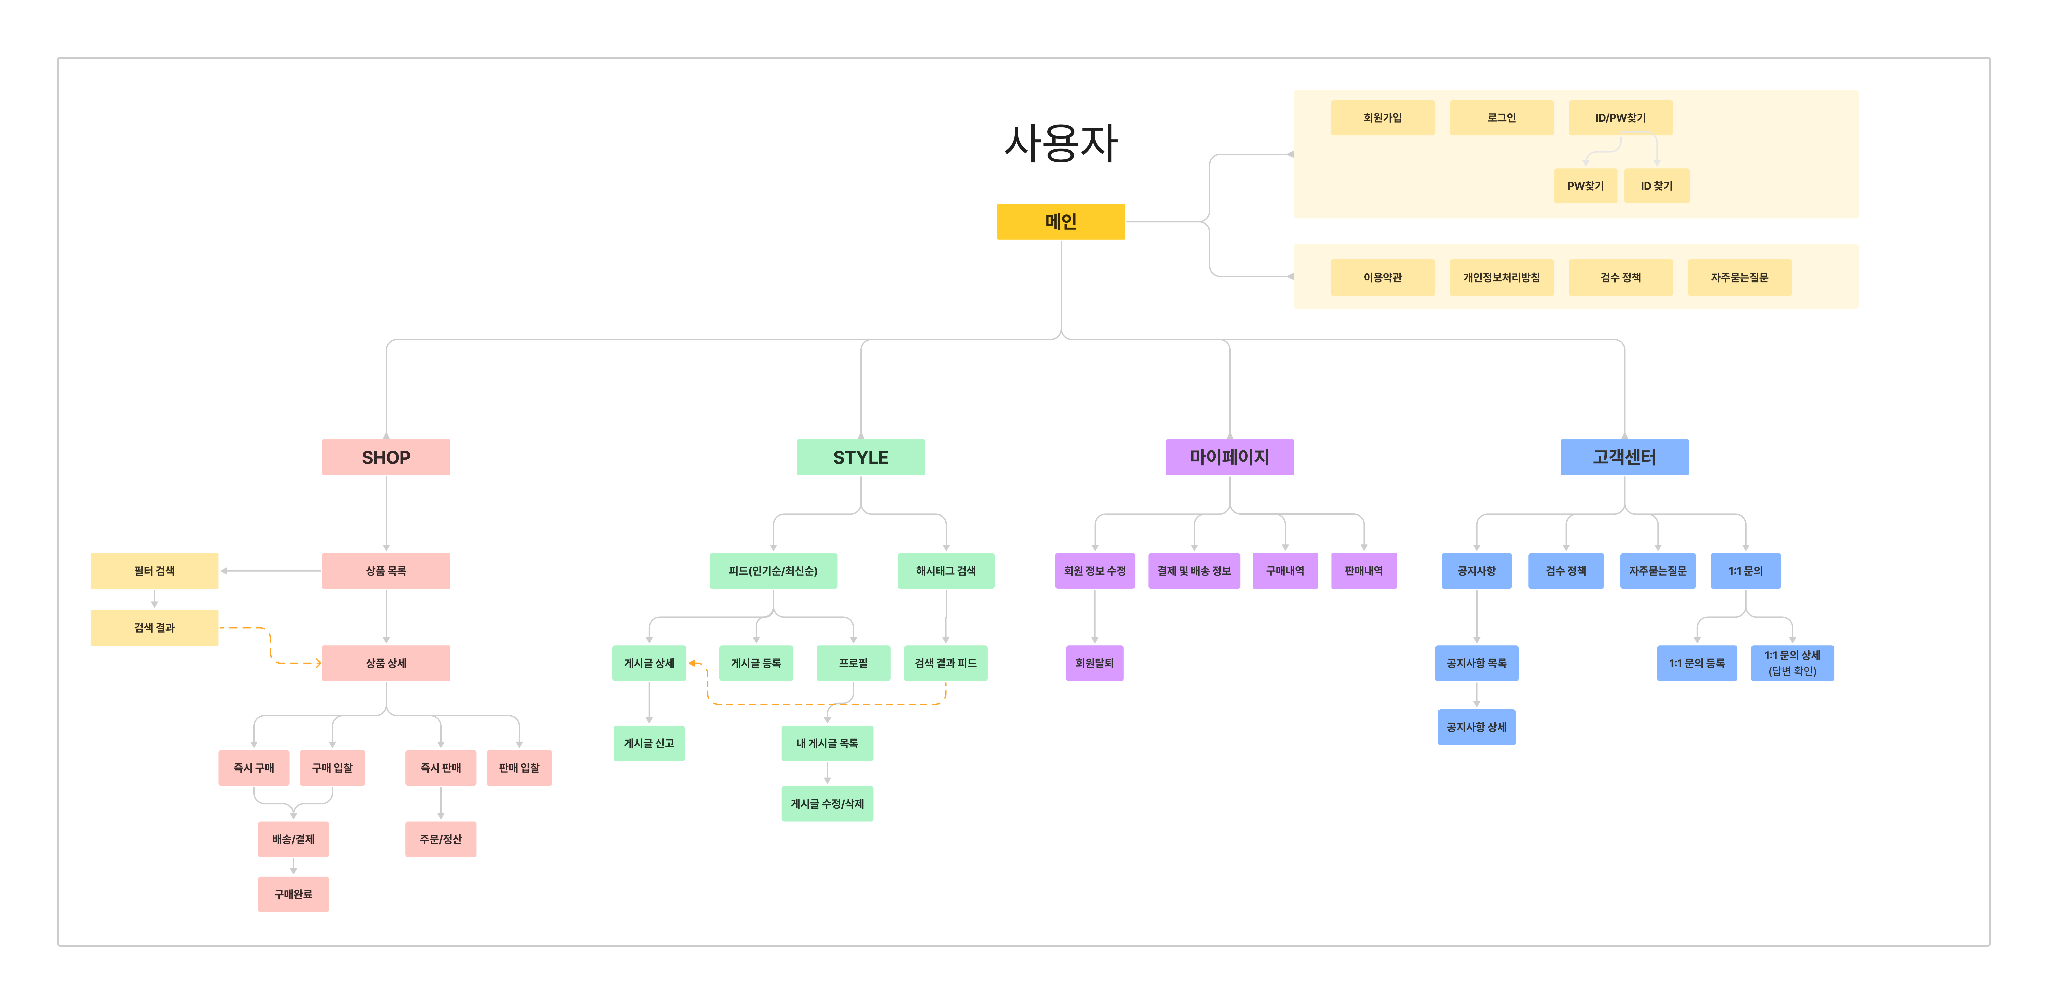 사용자
회원가입
로그인
ID/PW찾기
PW찾기
ID 찾기
메인
이용약관
개인정보처리방침
검수 정책
자주묻는질문
SHOP
STYLE
마이페이지
고객센터
필터 검색
상품 목록
피드(인기순/최신순)
해시태그 검색
회원 정보 수정
결제 및 배송 정보
구매내역
판매내역
공지사항
검수 정책
자주묻는질문
1:1 문의
검색 결과
상품 상세
게시글 상세
게시글 등록
프로필
검색 결과 피드
회원탈퇴
공지사항 목록
1:1 문의 등록
1:1 문의 상세
(답변 확인)
게시글 신고
내 게시글 목록
공지사항 상세
즉시 구매
구매 입찰
즉시 판매
판매 입찰
게시글 수정/삭제
배송/결제
주문/정산
구매완료